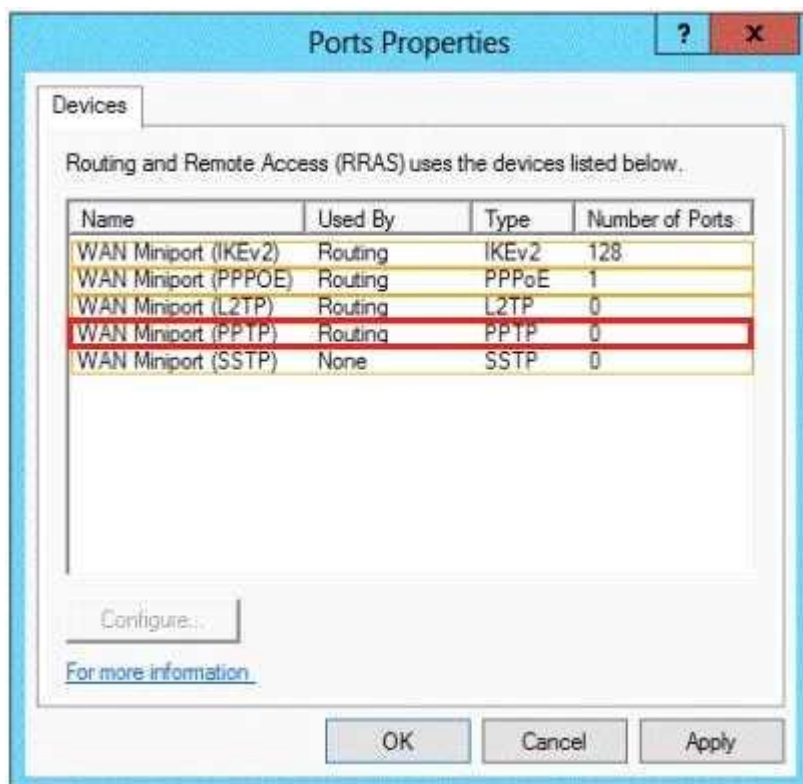 Ports Properties
? x
Devices
Routing and Remote Access (RRAS) uses the devices listed below.
Name Used By Type Number of Ports
WAN Miniport (IKEv2) Routing IKEv2 128
WAN Miniport (PPPOE) Routing PPPoE 1
WAN Miniport (L2TP) Routing L2TP 0
WAN Miniport (PPTP) Routing PPTP 0
WAN Miniport (SSTP) None SSTP 0
Configure...
For more information
OK Cancel Apply